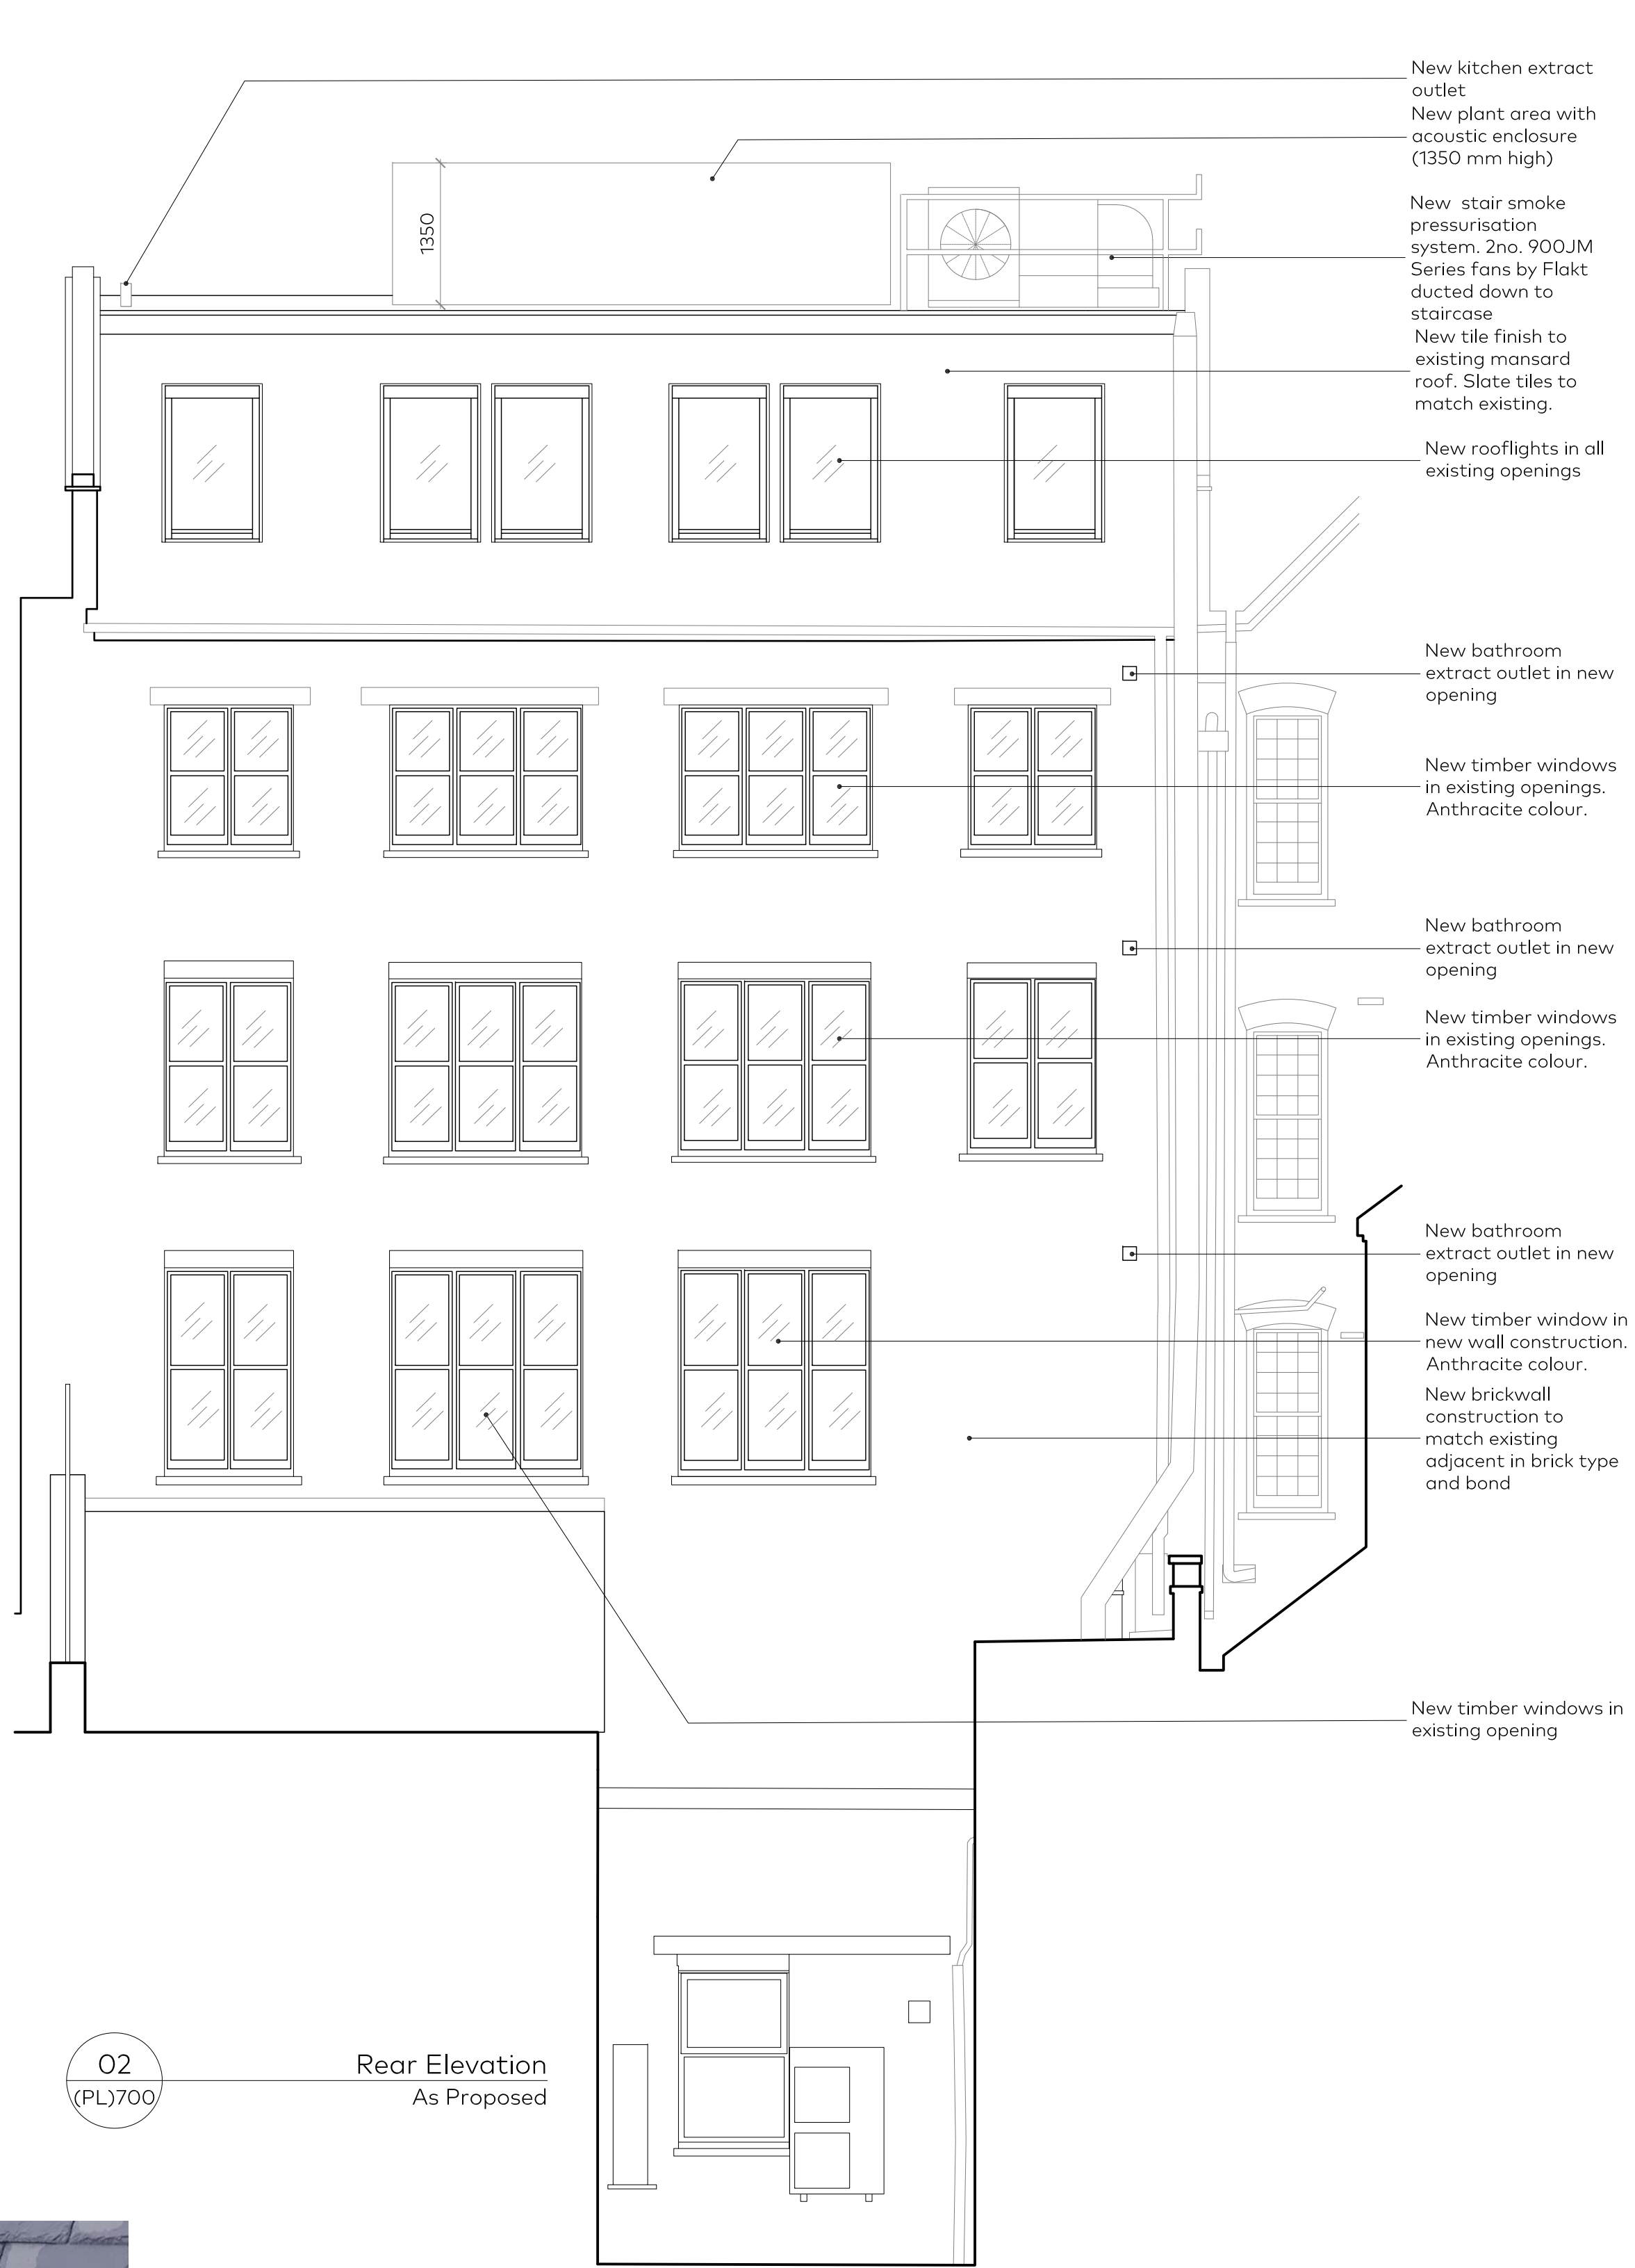 New kitchen extract
outlet
New plant area with
acoustic enclosure
(1350 mm high)
1350
New  stair smoke
pressurisation
system. 2no. 900JM
Series fans by Flakt
ducted down to
staircase
New tile finish to
existing mansard
roof. Slate tiles to
match existing.
New rooflights in all
existing openings
New bathroom
extract outlet in new
opening
New timber windows
in existing openings.
Anthracite colour.
New bathroom
extract outlet in new
opening
New timber windows
in existing openings.
Anthracite colour.
New bathroom
extract outlet in new
opening
New timber window in
new wall construction.
Anthracite colour.
New brickwall
construction to
match existing
adjacent in brick type
and bond
New timber windows in
existing opening
02
(PL)700
Rear Elevation
As Proposed